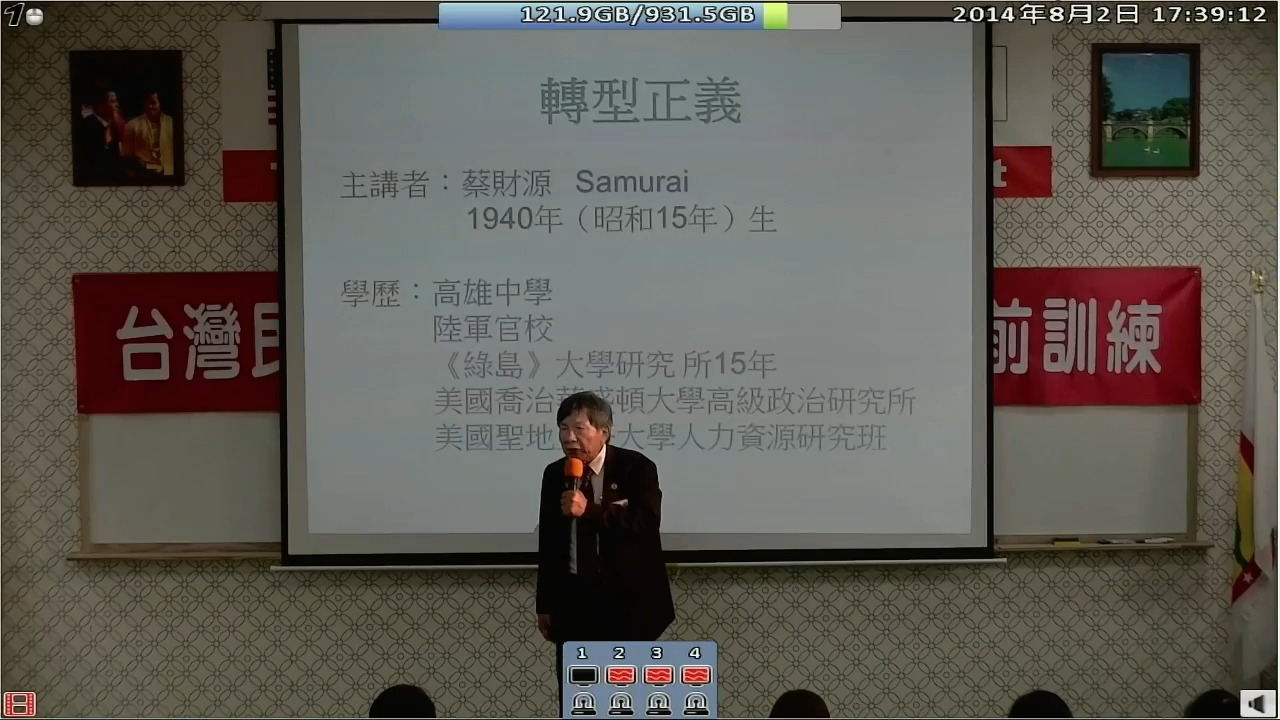 1
121.9GB/931.5GB
2014年8月2日 17:39:12
轉型正義
主講者：蔡財源 Samurai
1940年（昭和15年）生
學歷：高雄中學
陸軍官校
《綠島》大學研究 所15年
美國喬治華盛頓大學高級政治研究所
美國聖地 大學人力資源研究班
台灣民
前訓練
t
1 2 3 4